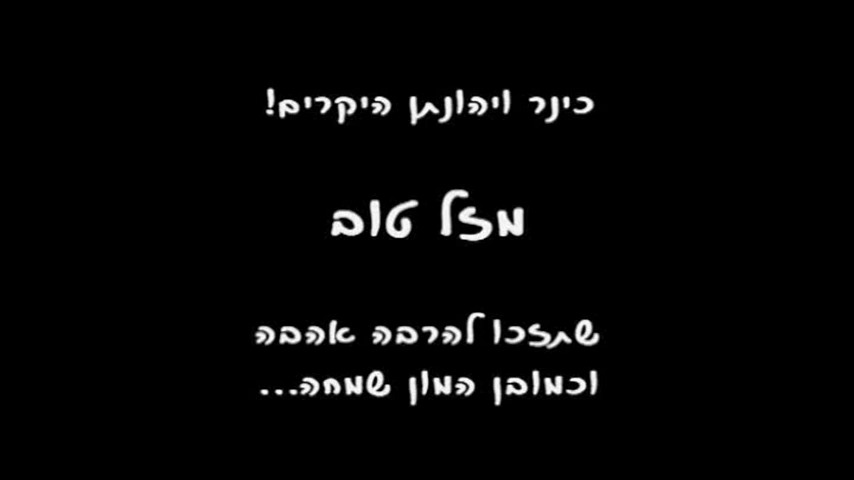 כינר ויהונתן היקרים!
מזל טוב
שתזכו להרבה אהבה
וכמובן המון שמחה...